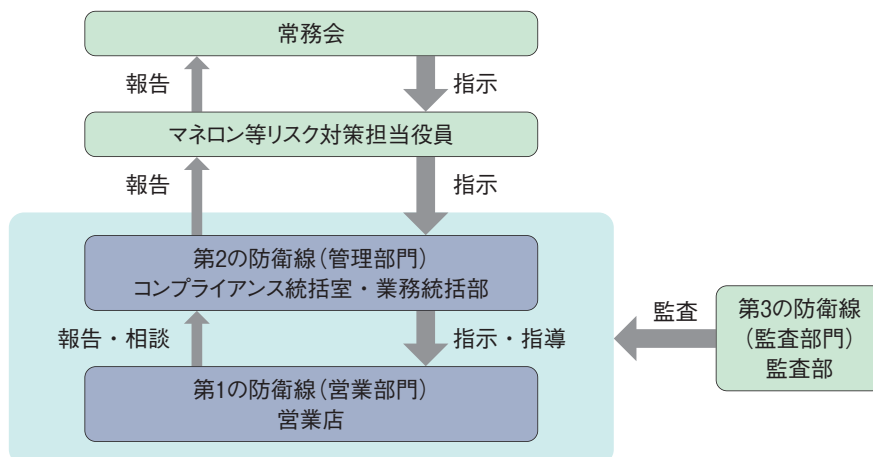 常務会
報告
指示
マネロン等リスク対策担当役員
報告
指示
第2の防衛線(管理部門)
コンプライアンス統括室・業務統括部
報告・相談
指示・指導
第1の防衛線(営業部門)
営業店
監査
第3の防衛線
(監査部門)
監査部